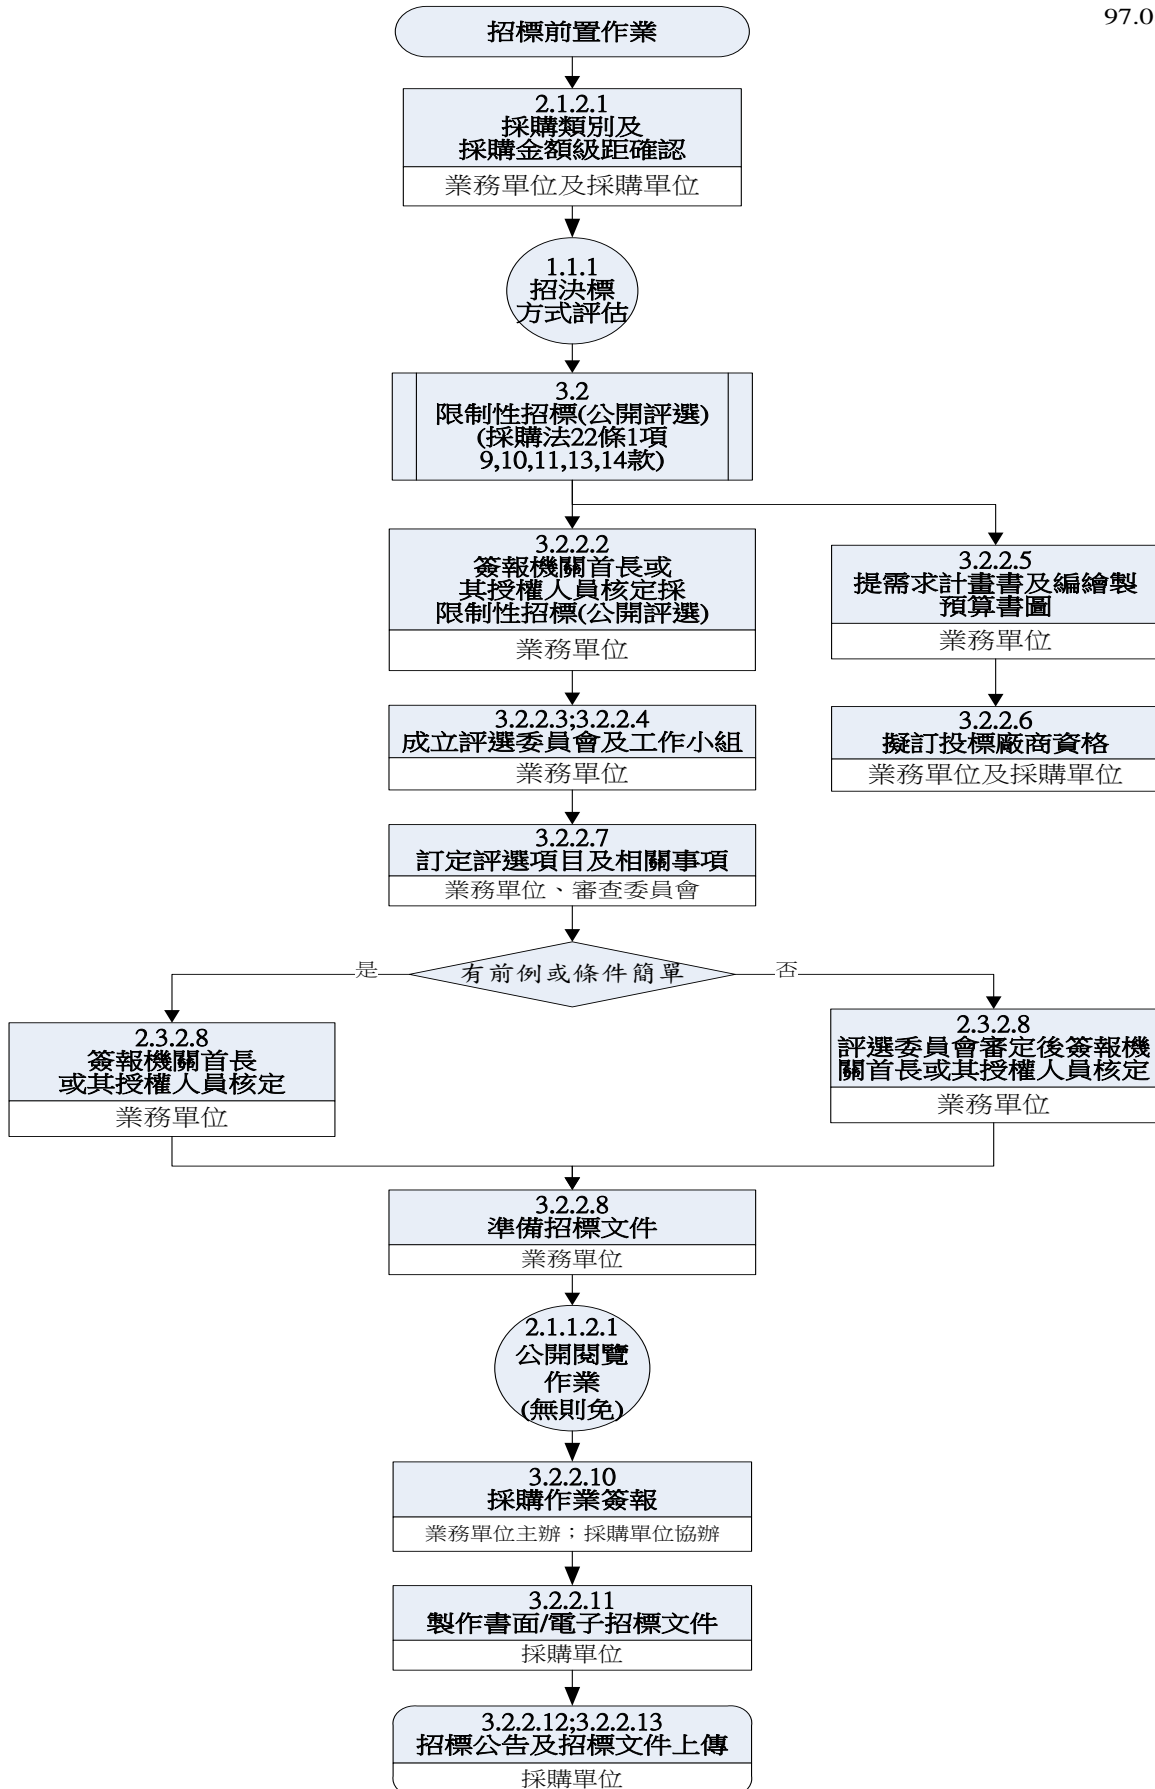 97.0
招標前置作業
2.1.2.1
採購類別及
採購金額級距確認
業務單位及採購單位
1.1.1
招決標
方式評估
3.2
限制性招標(公開評選)
(採購法22條1項
9,10,11,13,14款)
3.2.2.2
簽報機關首長或
其授權人員核定採
限制性招標(公開評選)
業務單位
3.2.2.5
提需求計畫書及編繪製
預算書圖
業務單位
3.2.2.3;3.2.2.4
成立評選委員會及工作小組
業務單位
3.2.2.6
擬訂投標廠商資格
業務單位及採購單位
3.2.2.7
訂定評選項目及相關事項
業務單位、審查委員會
有前例或條件簡單
是
否
2.3.2.8
簽報機關首長
或其授權人員核定
業務單位
2.3.2.8
評選委員會審定後簽報機
關首長或其授權人員核定
業務單位
3.2.2.8
準備招標文件
業務單位
2.1.1.2.1
公開閱覽
作業
(無則免)
3.2.2.10
採購作業簽報
業務單位主辦；採購單位協辦
3.2.2.11
製作書面/電子招標文件
採購單位
3.2.2.12;3.2.2.13
招標公告及招標文件上傳
採購單位